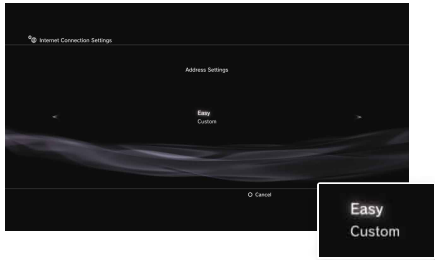 Internet Connection Settings
Address Settings
Easy
Custom
Cancel
Easy
Custom